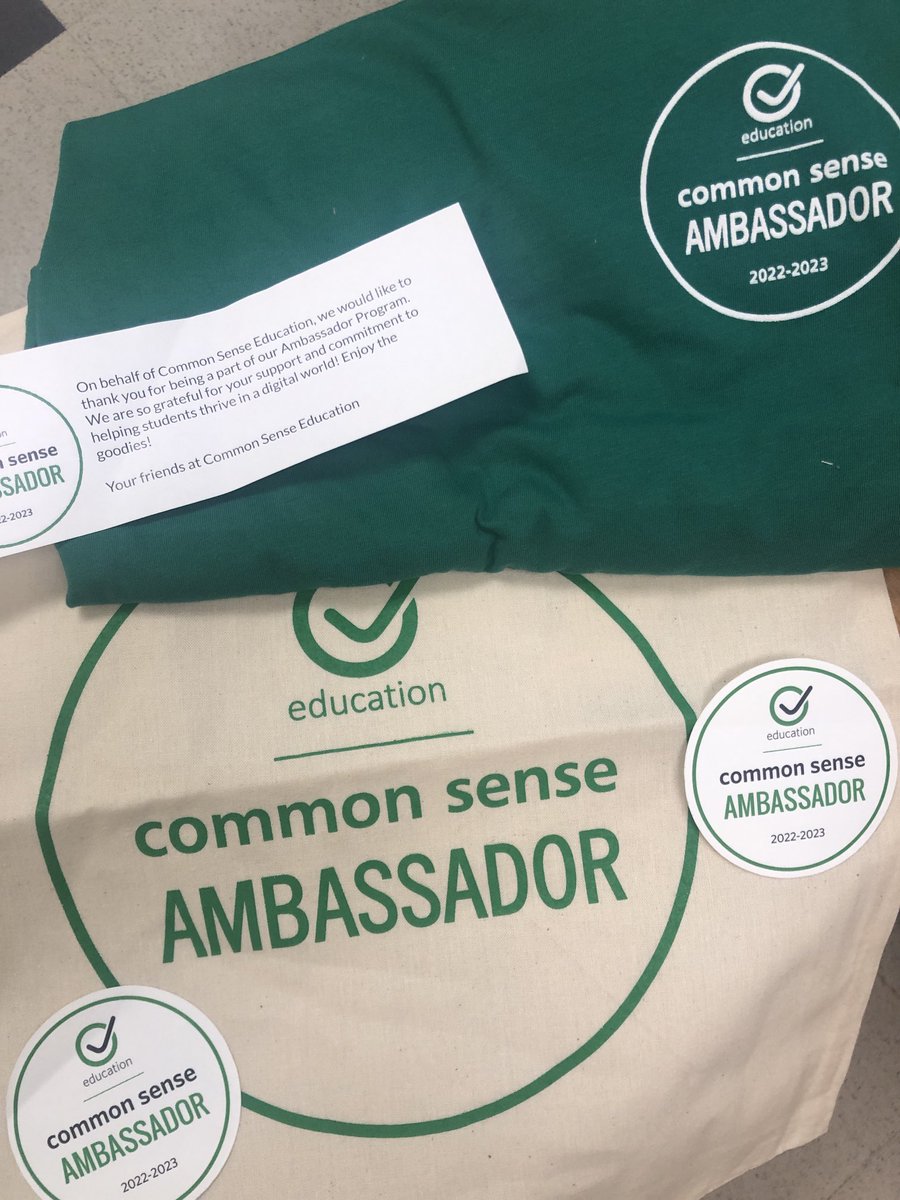 education
common sense
AMBASSADOR
2022-2023
On behalf of Common Sense Education, we would like to
thank you for being a part of our Ambassador Program.
We are so grateful for your support and commitment to
helping students thrive in a digital world! Enjoy the
goodies!
Your friends at Common Sense Education
sense
education
common sense
AMBASSADOR
education
common sense
AMBASSADOR
2022-2023
education
common sense
AMBASSADOR
2022-2023